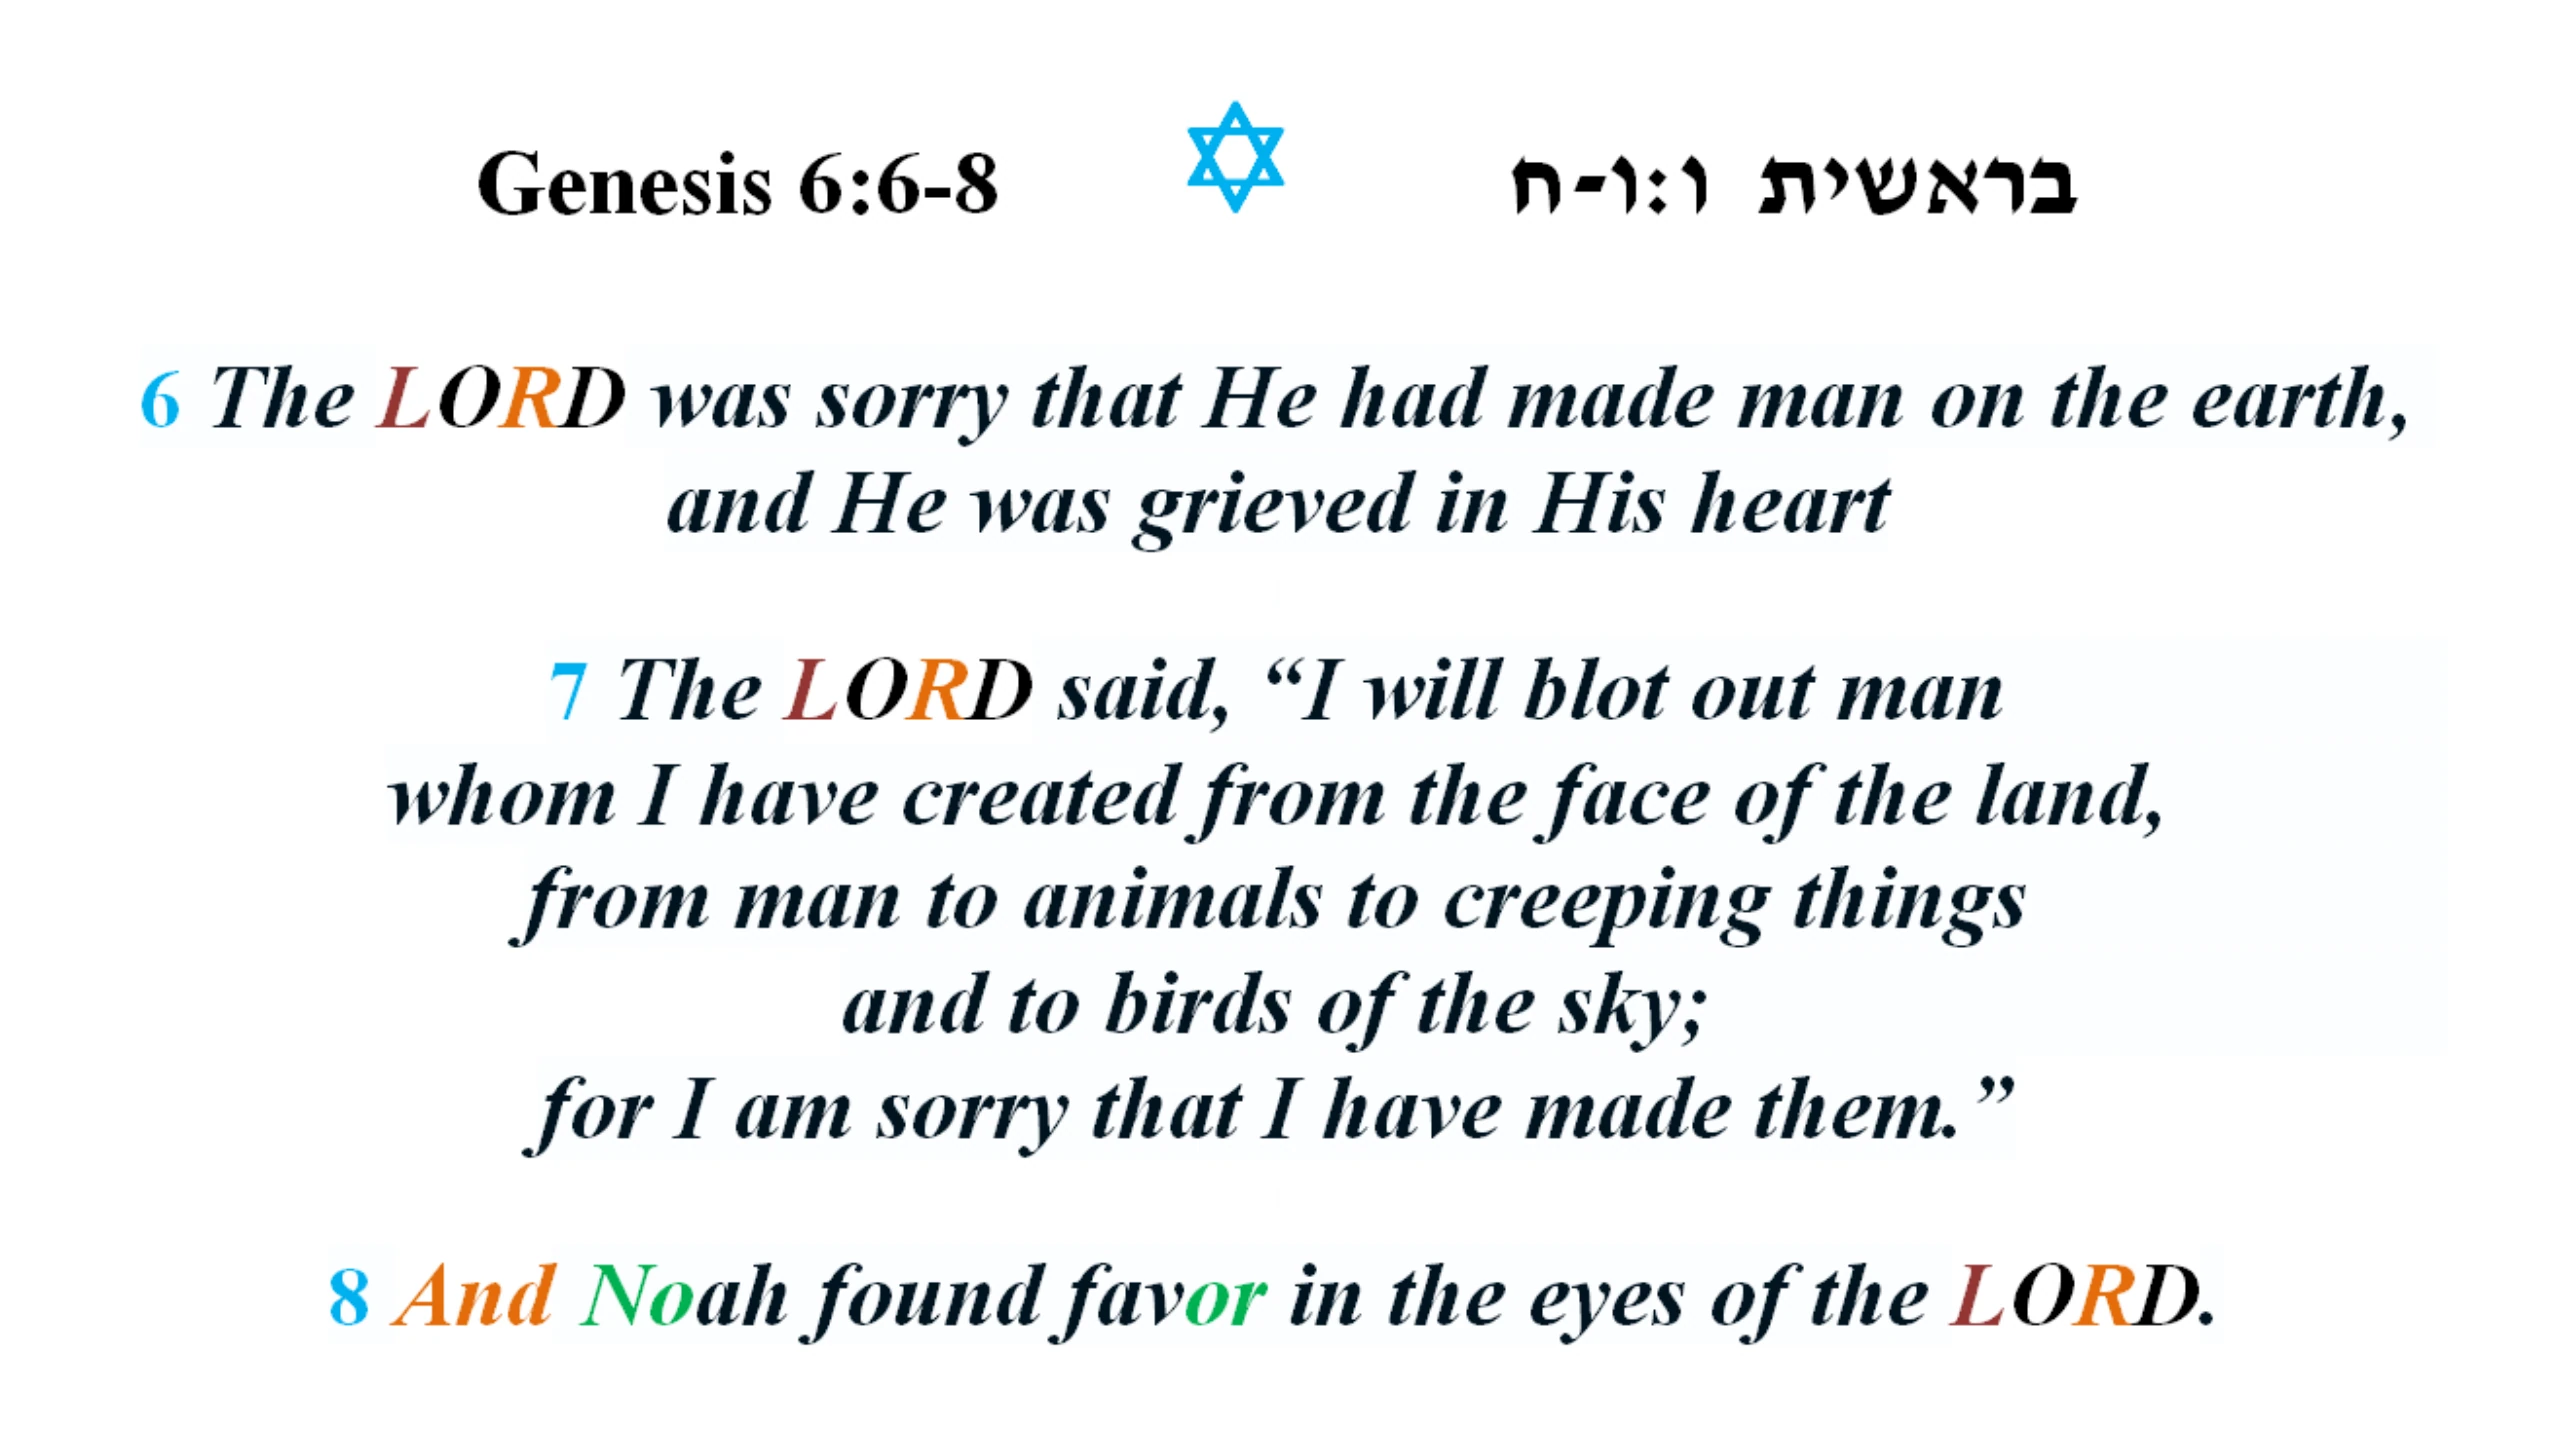 Genesis 6:6-8 בראשית ו:ו-ח
6 The LORD was sorry that He had made man on the earth,
and He was grieved in His heart
7 The LORD said, “I will blot out man
whom I have created from the face of the land,
from man to animals to creeping things
and to birds of the sky;
for I am sorry that I have made them.”
8 And Noah found favor in the eyes of the LORD.